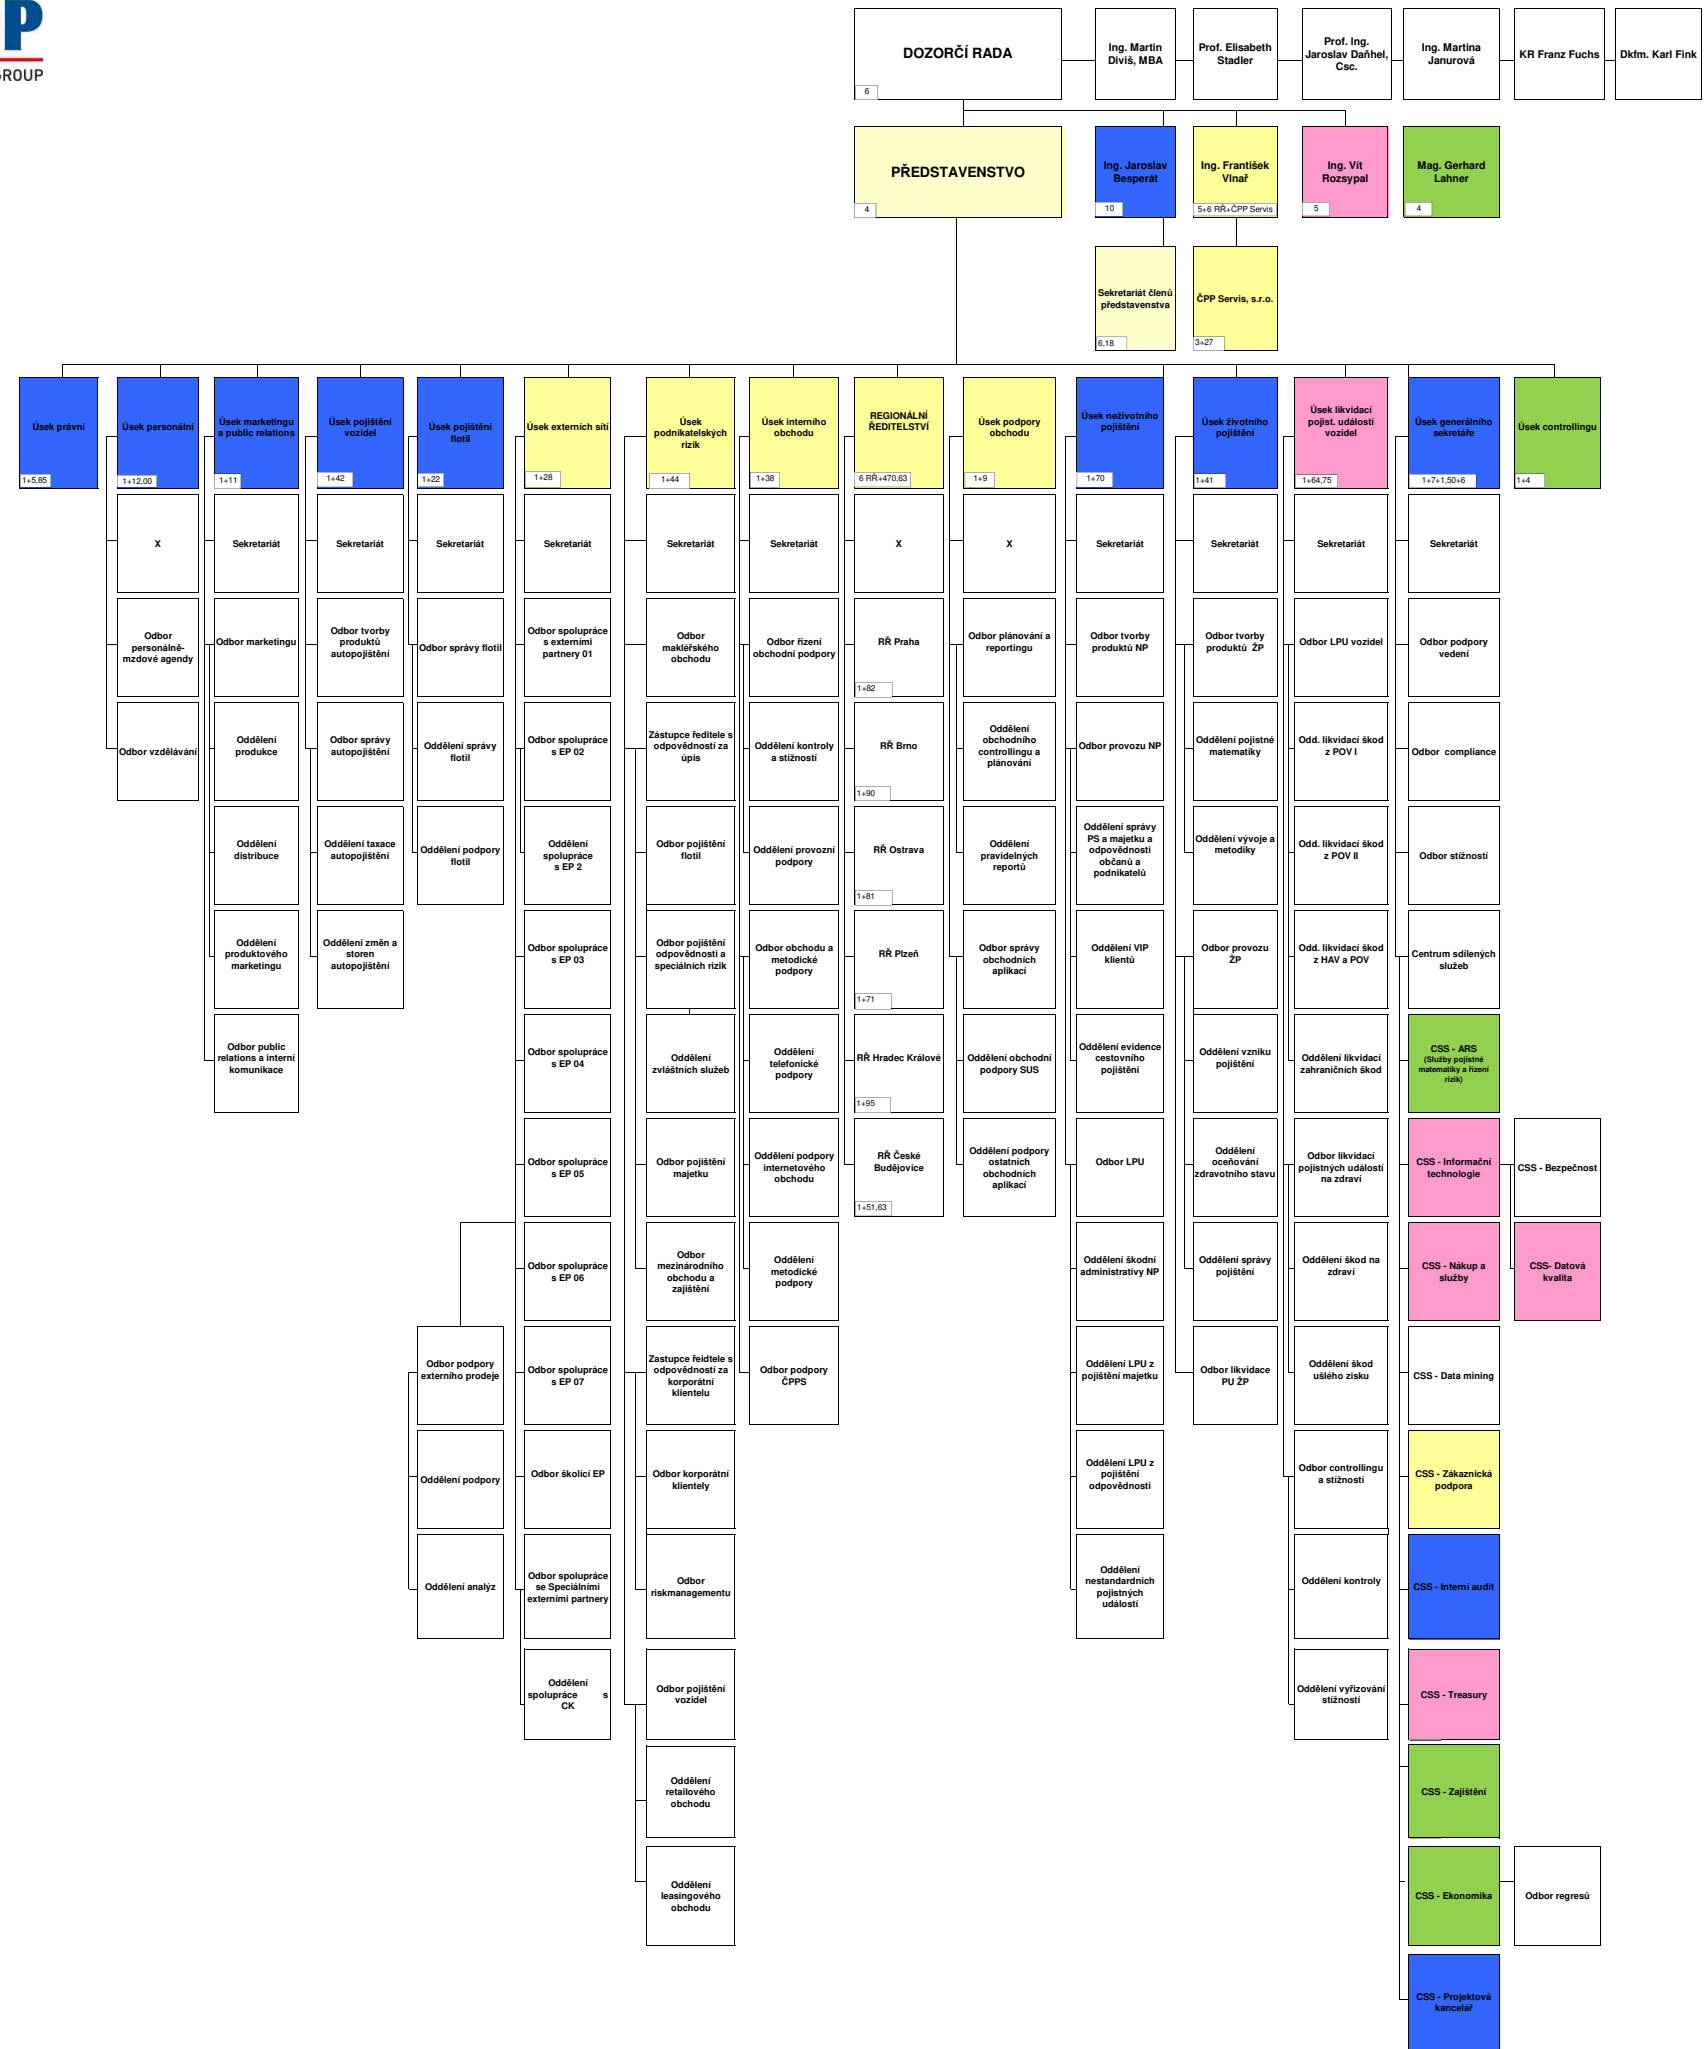 P
GROUP
DOZORČÍ RADA
6
Ing. Martin
Diviš, MBA
Prof. Elisabeth
Stadler
Prof. Ing.
Jaroslav Daňhel,
Csc.
Ing. Martina
Janurová
KR Franz Fuchs
Dkfm. Karl Fink
PŘEDSTAVENSTVO
4
Ing. Jaroslav
Besperát
10
Ing. František
Vlnař
5+6 RŘ+ČPP Servis
Ing. Vít
Rozsypal
5
Mag. Gerhard
Lahner
4
Sekretariát členů
představenstva
6,18
ČPP Servis, s.r.o.
3+27
Úsek právní
1+5,85
Úsek personální
1+12,00
Úsek marketingu
a public relations
1+11
Úsek pojištění
vozidel
1+42
Úsek pojištění
flotil
1+22
Úsek externích sítí
1+28
Úsek
podnikatelských
rizik
1+44
Úsek interního
obchodu
1+38
REGIONÁLNÍ
ŘEDITELSTVÍ
6 RŘ+470,63
Úsek podpory
obchodu
1+9
Úsek neživotního
pojištění
1+70
Úsek životního
pojištění
1+41
Úsek likvidací
pojist. událostí
vozidel
1+64,75
Úsek generálního
sekretáře
1+7+1,50+6
Úsek controllingu
1+4
X
Sekretariát
Sekretariát
Sekretariát
Sekretariát
Sekretariát
Sekretariát
X
X
Sekretariát
Sekretariát
Sekretariát
Sekretariát
Odbor
personálně-
mzdové agendy
Odbor marketingu
Odbor tvorby
produktů
autopojištění
Odbor správy flotil
Odbor spolupráce
s externími
partnery 01
Odbor
makléřského
obchodu
Odbor řízení
obchodní podpory
RŘ Praha
1+82
Odbor plánování a
reportingu
Odbor tvorby
produktů NP
Odbor tvorby
produktů ŽP
Odbor LPU vozidel
Odbor podpory
vedení
Odbor vzdělávání
Oddělení
produkce
Odbor správy
autopojištění
Oddělení správy
flotil
Odbor spolupráce
s EP 02
Zástupce ředitele s
odpovědností za
úpis
Oddělení kontroly
a stížností
RŘ Brno
1+90
Oddělení
obchodního
controllingu a
plánování
Odbor provozu NP
Oddělení pojistné
matematiky
Odd. likvidací škod
z POV I
Odbor compliance
Oddělení
distribuce
Oddělení taxace
autopojištění
Oddělení podpory
flotil
Oddělení
spolupráce
s EP 2
Odbor pojištění
flotil
Oddělení provozní
podpory
RŘ Ostrava
1+81
Oddělení
pravidelných
reportů
Oddělení správy
PS a majetku a
odpovědnosti
občanů a
podnikatelů
Oddělení vývoje a
metodiky
Odd. likvidací škod
z POV II
Odbor stížností
Oddělení
produktového
marketingu
Oddělení změn a
storen
autopojištění
Odbor spolupráce
s EP 03
Odbor pojištění
odpovědnosti a
speciálních rizik
Odbor obchodu a
metodické
podpory
RŘ Plzeň
1+71
Odbor správy
obchodních
aplikací
Oddělení VIP
klientů
Odbor provozu
ŽP
Odd. likvidací škod
z HAV a POV
Centrum sdílených
služeb
Odbor public
relations a interní
komunikace
Odbor spolupráce
s EP 04
Oddělení
zvláštních služeb
Oddělení
telefonické
podpory
RŘ Hradec Králové
1+95
Oddělení obchodní
podpory SUS
Oddělení evidence
cestovního
pojištění
Oddělení vzniku
pojištění
Oddělení likvidací
zahraničních škod
CSS - ARS
(Služby pojistné
matematiky a řízení
rizik)
Odbor spolupráce
s EP 05
Odbor pojištění
majetku
Oddělení podpory
internetového
obchodu
RŘ České
Budějovice
1+51,63
Oddělení podpory
ostatních
obchodních
aplikací
Odbor LPU
Oddělení
oceňování
zdravotního stavu
Odbor likvidací
pojistných událostí
na zdraví
CSS - Informační
technologie
CSS - Bezpečnost
Odbor spolupráce
s EP 06
Odbor
mezinárodního
obchodu a
zajištění
Oddělení
metodické
podpory
Oddělení škodní
administrativy NP
Oddělení správy
pojištění
Oddělení škod na
zdraví
CSS - Nákup a
služby
CSS- Datová
kvalita
Odbor podpory
externího prodeje
Odbor spolupráce
s EP 07
Zastupce řeidtele s
odpovědností za
korporátní
klientelu
Odbor podpory
ČPPS
Oddělení LPU z
pojištění majetku
Odbor likvidace
PU ŽP
Oddělení škod
ušlého zisku
CSS - Data mining
Oddělení podpory
Odbor školící EP
Odbor korporátní
klientely
Oddělení LPU z
pojištění
odpovědnosti
Odbor controllingu
a stížností
CSS - Zákaznická
podpora
Oddělení analýz
Odbor spolupráce
se Speciálními
externími partnery
Odbor
riskmanagementu
Oddělení
nestandardních
pojistných
událostí
Oddělení kontroly
CSS - Interní audit
Oddělení
spolupráce s
CK
Odbor pojištění
vozidel
Oddělení vyřizování
stížností
CSS - Treasury
Oddělení
retailového
obchodu
CSS - Zajištění
Oddělení
leasingového
obchodu
CSS - Ekonomika
Odbor regresů
CSS - Projektová
kancelář